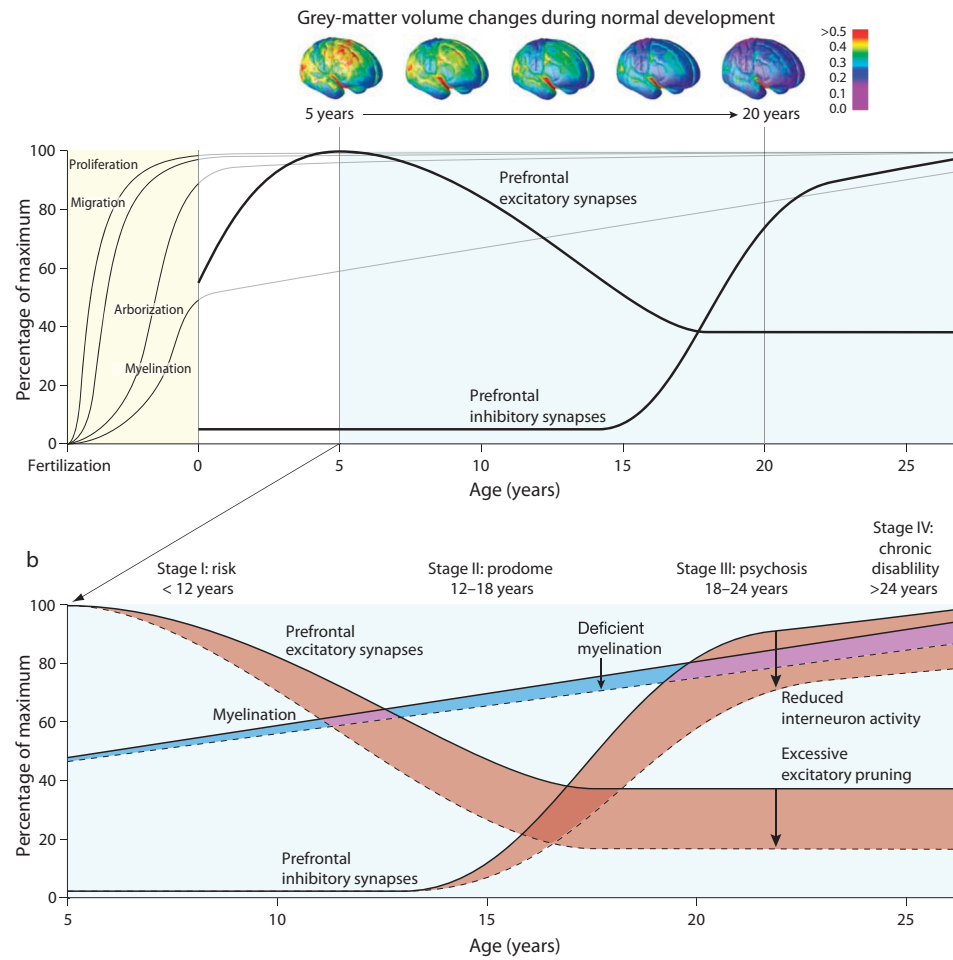 Grey-matter volume changes during normal development
>0.5
0.4
0.3
0.2
0.1
0.0
5 years
20 years
Percentage of maximum
100
80
60
40
20
0
Proliferation
Migration
Arborization
Myelination
Prefrontal
excitatory synapses
Prefrontal
inhibitory synapses
Fertilization
0
5
10
15
20
25
Age (years)
b
Stage I: risk
< 12 years
Stage II: prodome
12–18 years
Stage III: psychosis
18–24 years
Stage IV:
chronic
disablility
>24 years
Percentage of maximum
100
80
60
40
20
0
Prefrontal
excitatory synapses
Deficient
myelination
Myelination
Reduced
interneuron activity
Excessive
excitatory pruning
Prefrontal
inhibitory synapses
5
10
15
20
25
Age (years)